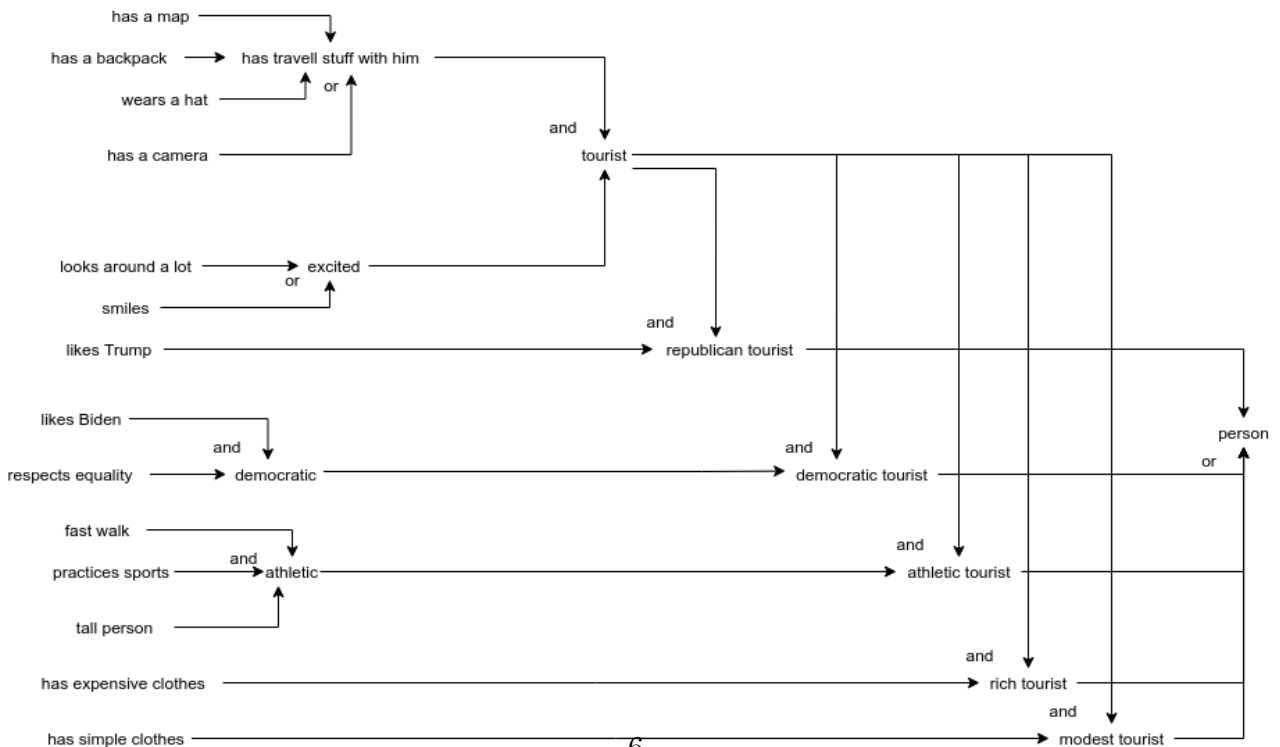 has a map
has a backpack
has travell stuff with him
or
wears a hat
and
has a camera
tourist
looks around a lot
excited
or
smiles
and
likes Trump
republican tourist
likes Biden
person
and
and
or
respects equality
democratic
democratic tourist
fast walk
and
and
practices sports
athletic
athletic tourist
tall person
and
has expensive clothes
rich tourist
and
has simple clothes
modest tourist
6